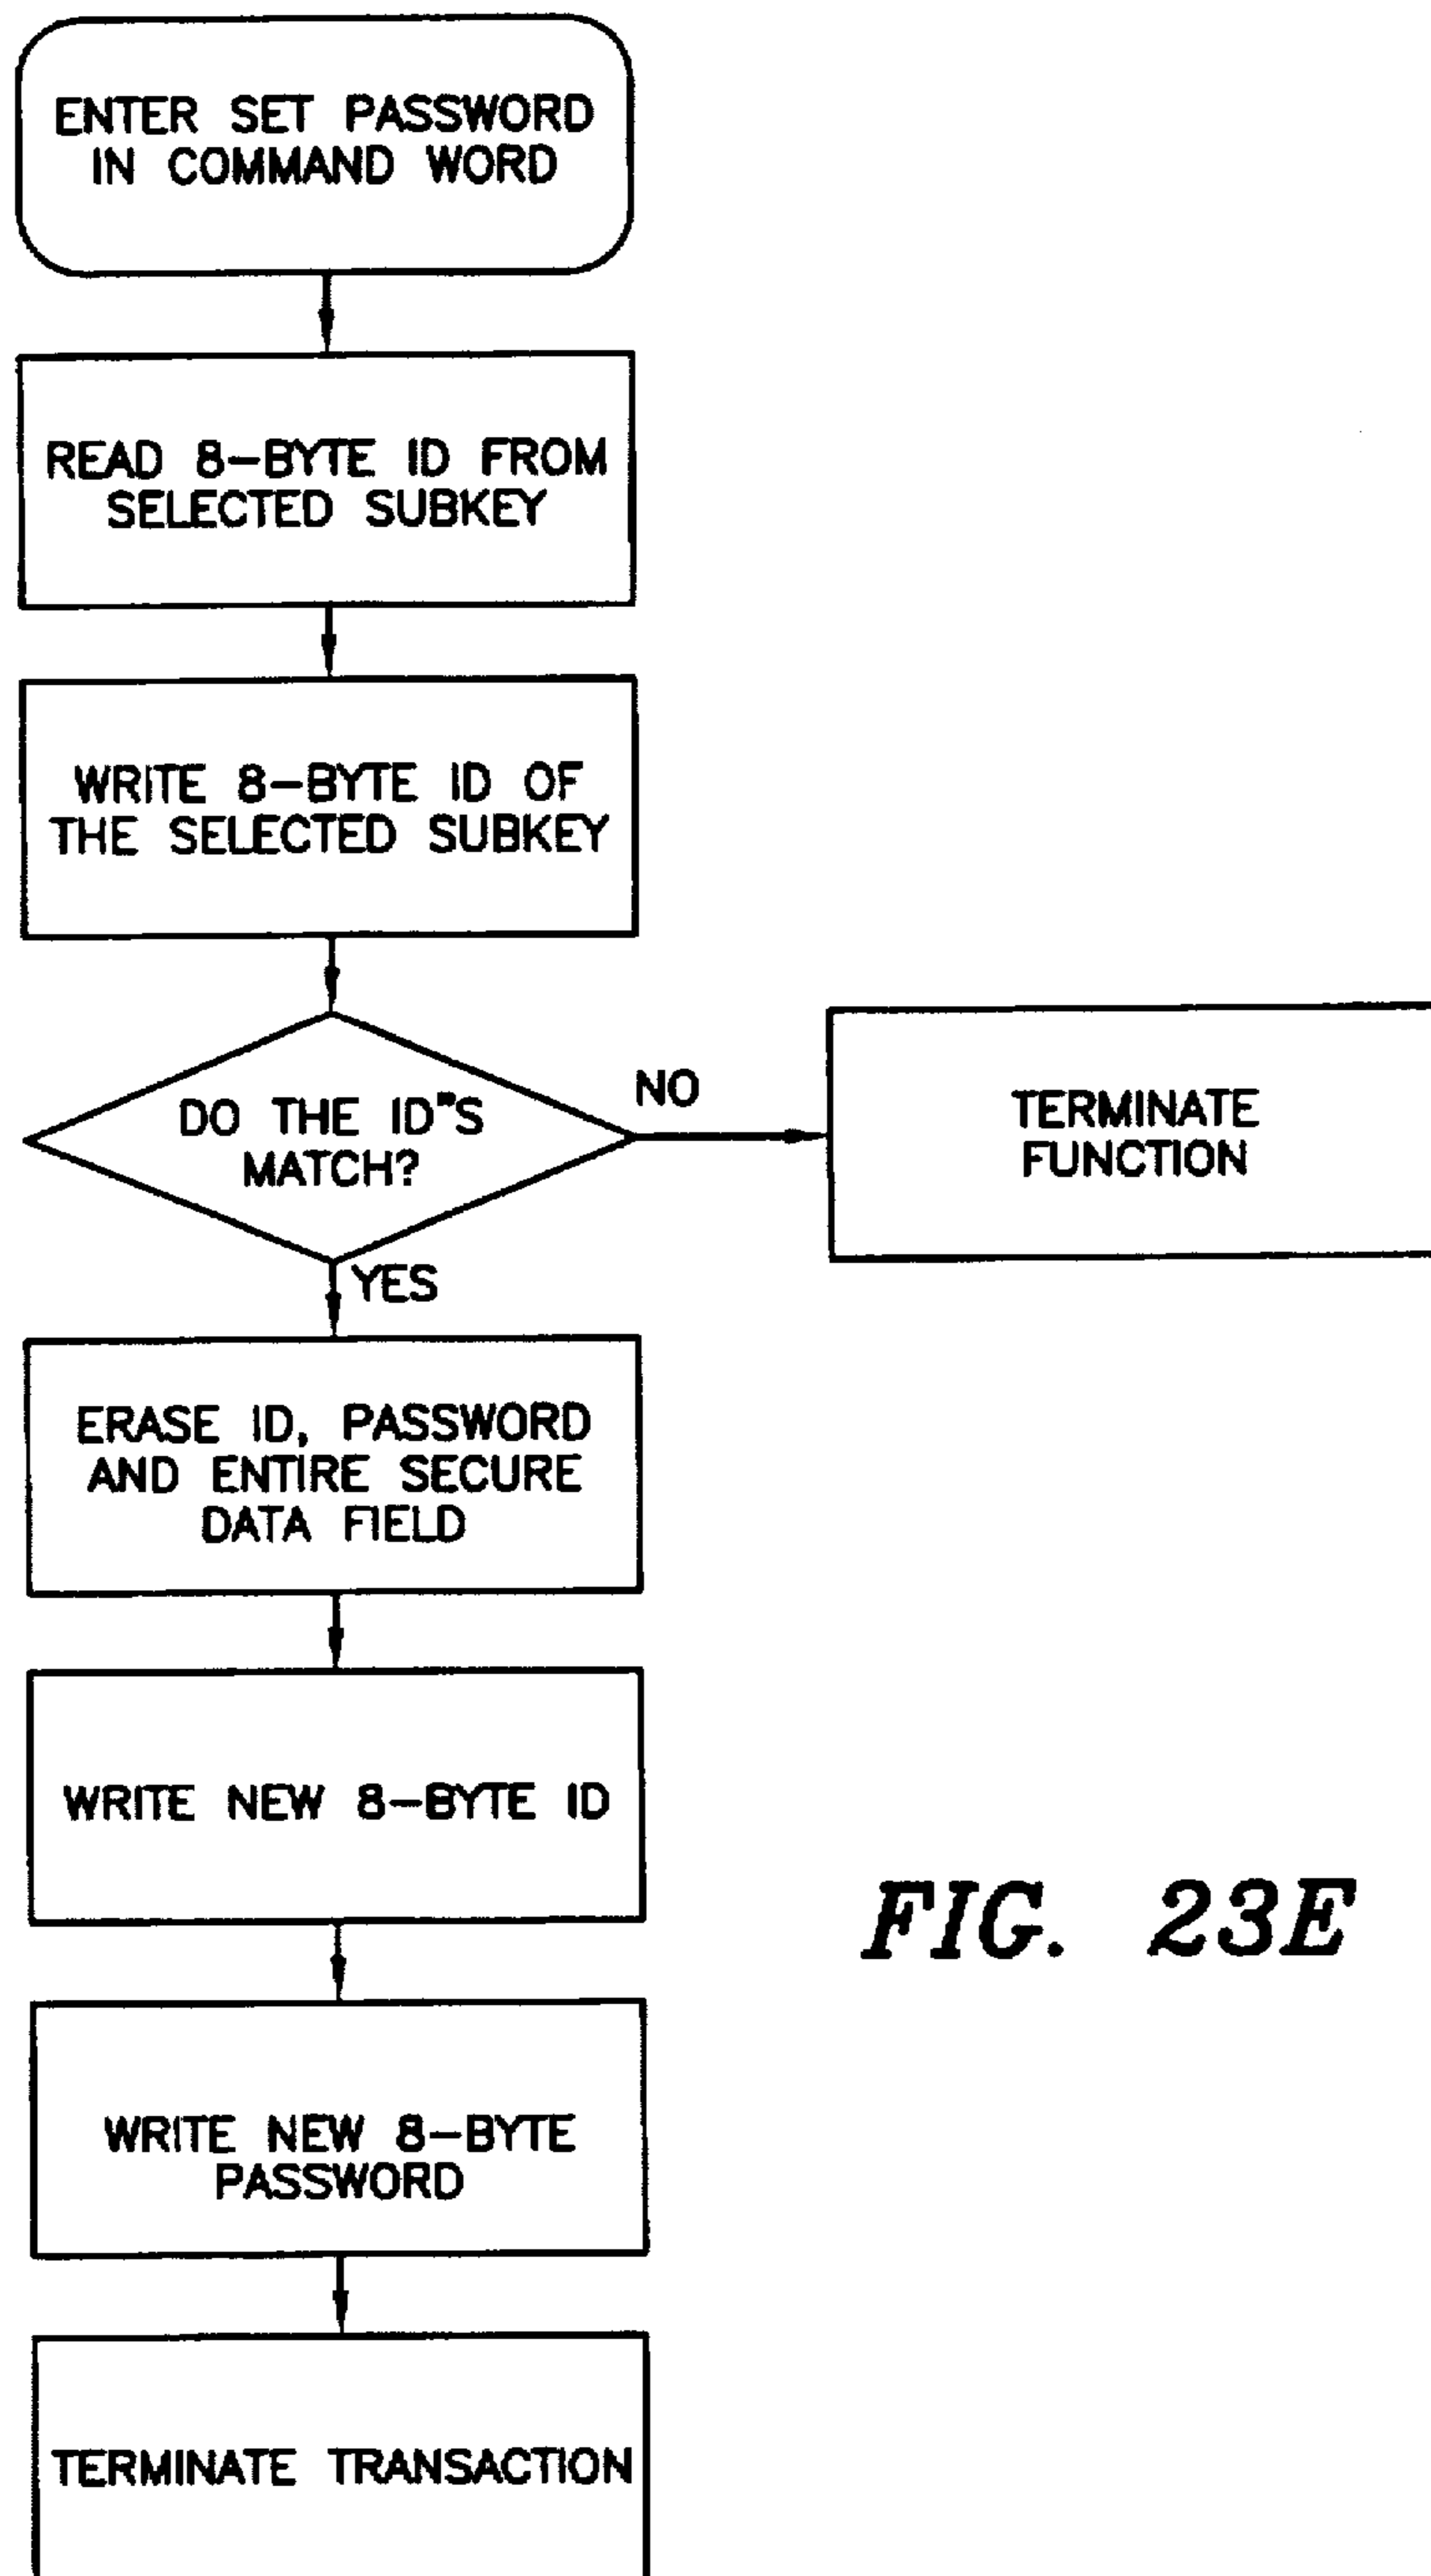 ENTER SET PASSWORD
IN COMMAND WORD
READ 8-BYTE ID FROM
SELECTED SUBKEY
WRITE 8-BYTE ID OF
THE SELECTED SUBKEY
DO THE ID"S
MATCH?
NO
TERMINATE
FUNCTION
YES
ERASE ID, PASSWORD
AND ENTIRE SECURE
DATA FIELD
WRITE NEW 8-BYTE ID
WRITE NEW 8-BYTE
PASSWORD
TERMINATE TRANSACTION
FIG. 23E